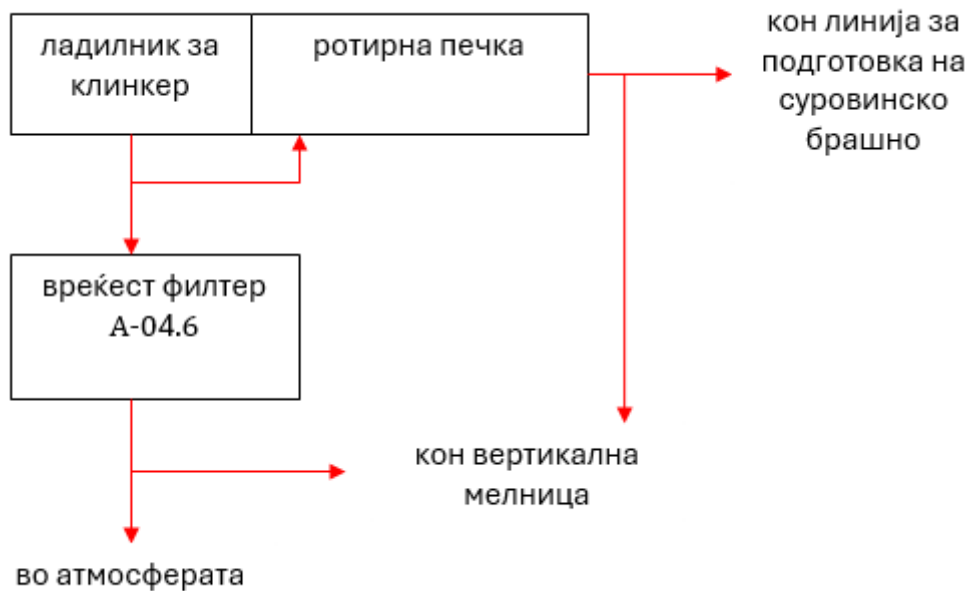 ладилник за
клинкер
ротирна печка
кон линија за
подготовка на
суровинско
брашно
вреќест филтер
А-04.6
кон вертикална
мелница
во атмосферата